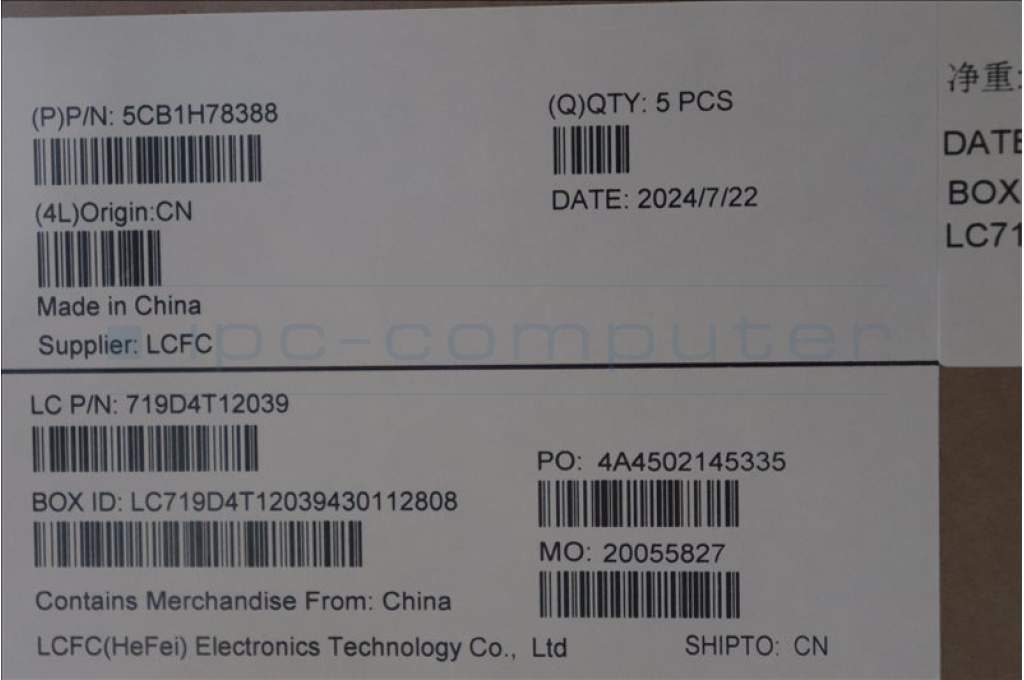 (P)P/N: 5CB1H78388
(Q)QTY: 5 PCS
(4L)Origin:CN
DATE: 2024/7/22
Made in China
Supplier: LCFC
ipc-computer
LC P/N: 719D4T12039
PO: 4A4502145335
BOX ID: LC719D4T12039430112808
MO: 20055827
Contains Merchandise From: China
LCFC(HeFei) Electronics Technology Co., Ltd
SHIPTO: CN
净重:
DATE
BOX
LC71